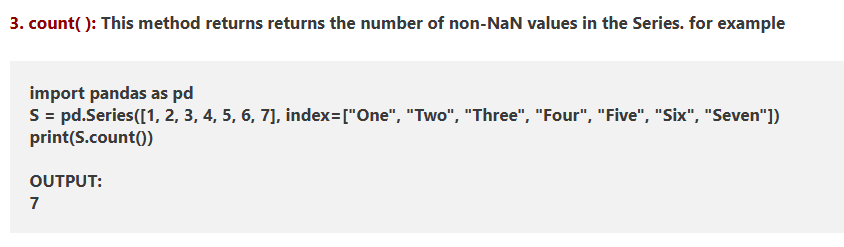 3. count( ): This method returns returns the number of non-NaN values in the Series. for example
import pandas as pd
S = pd.Series([1, 2, 3, 4, 5, 6, 7], index=["One", "Two", "Three", "Four", "Five", "Six", "Seven"])
print(S.count())
OUTPUT:
7